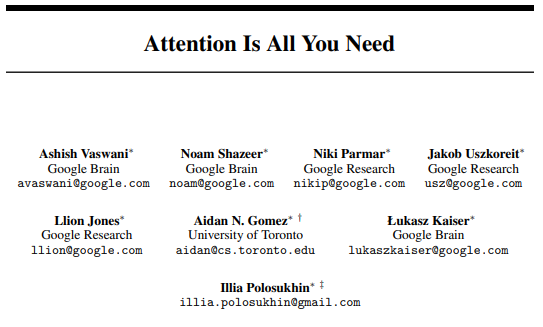 Attention Is All You Need
Ashish Vaswani* Noam Shazeer* Niki Parmar* Jakob Uszkoreit*
Google Brain Google Brain Google Research Google Research
avaswani@google.com noam@google.com nikip@google.com usz@google.com
Llion Jones* Aidan N. Gomez* † Łukasz Kaiser*
Google Research University of Toronto Google Brain
llion@google.com aidan@cs.toronto.edu lukaszkaiser@google.com
Illia Polosukhin* ‡
illia.polosukhin@gmail.com